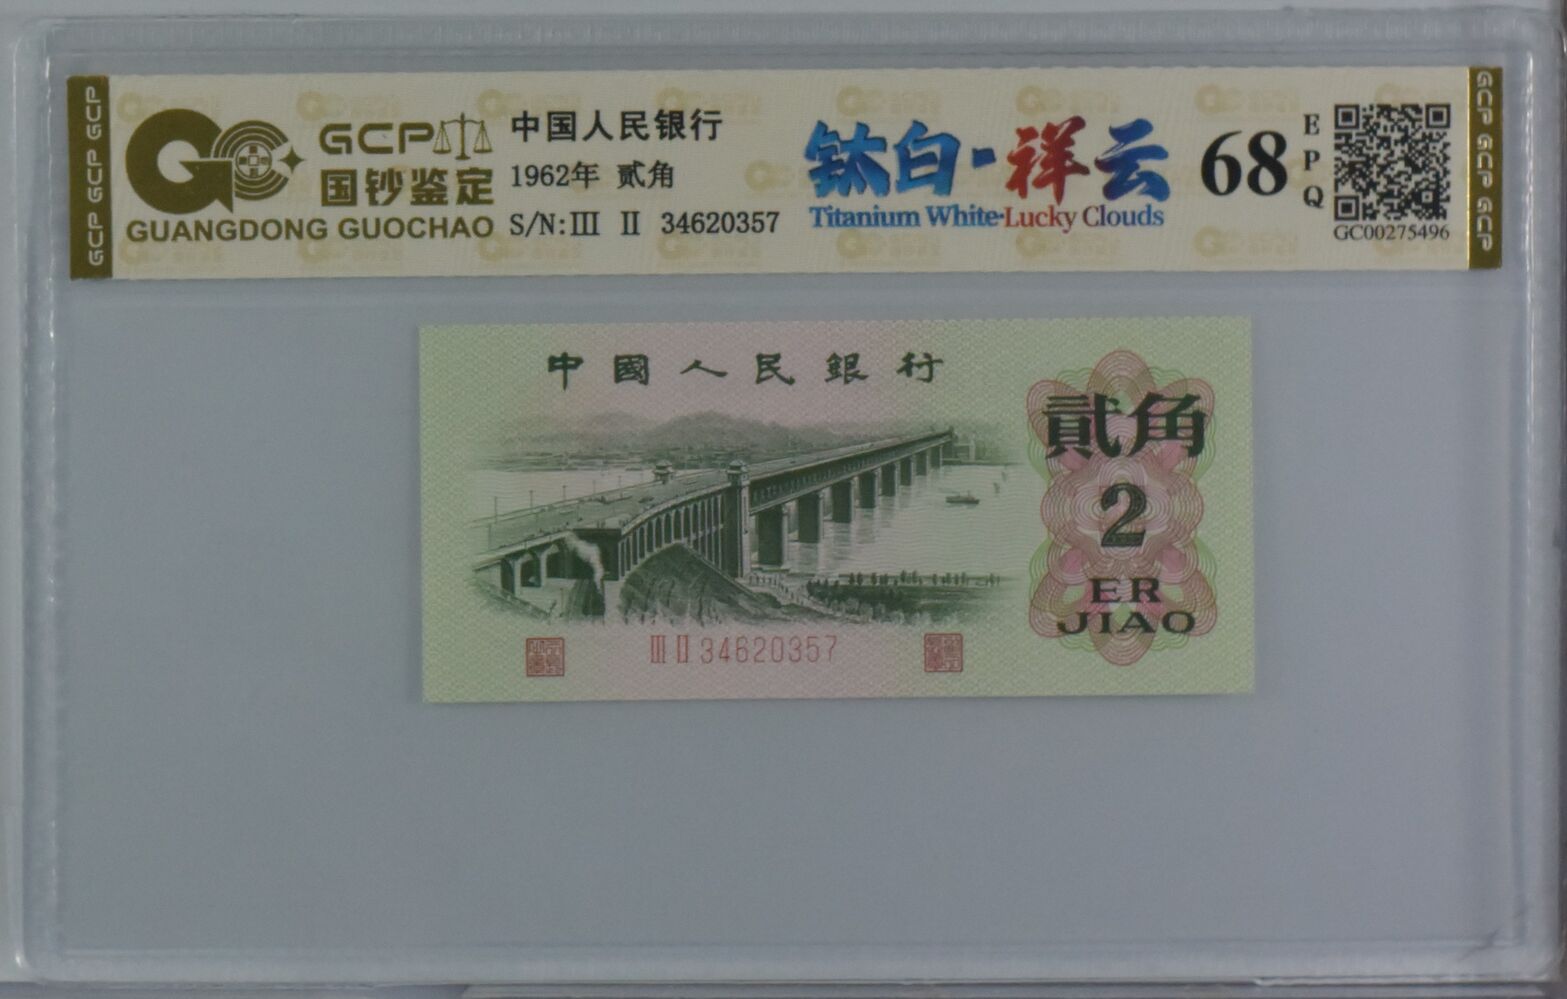 GCP GCP GCP
GCP
国钞鉴定
GUANGDONG GUOCHAO
中国人民银行
1962年 贰角
S/N:Ⅲ Ⅱ 34620357
钛白·祥云
Titanium White·Lucky Clouds
68
EPQ
GC00275496
GCP GCP GCP
中國人民銀行
貳角
2
ER
JIAO
Ⅲ Ⅱ 34620357